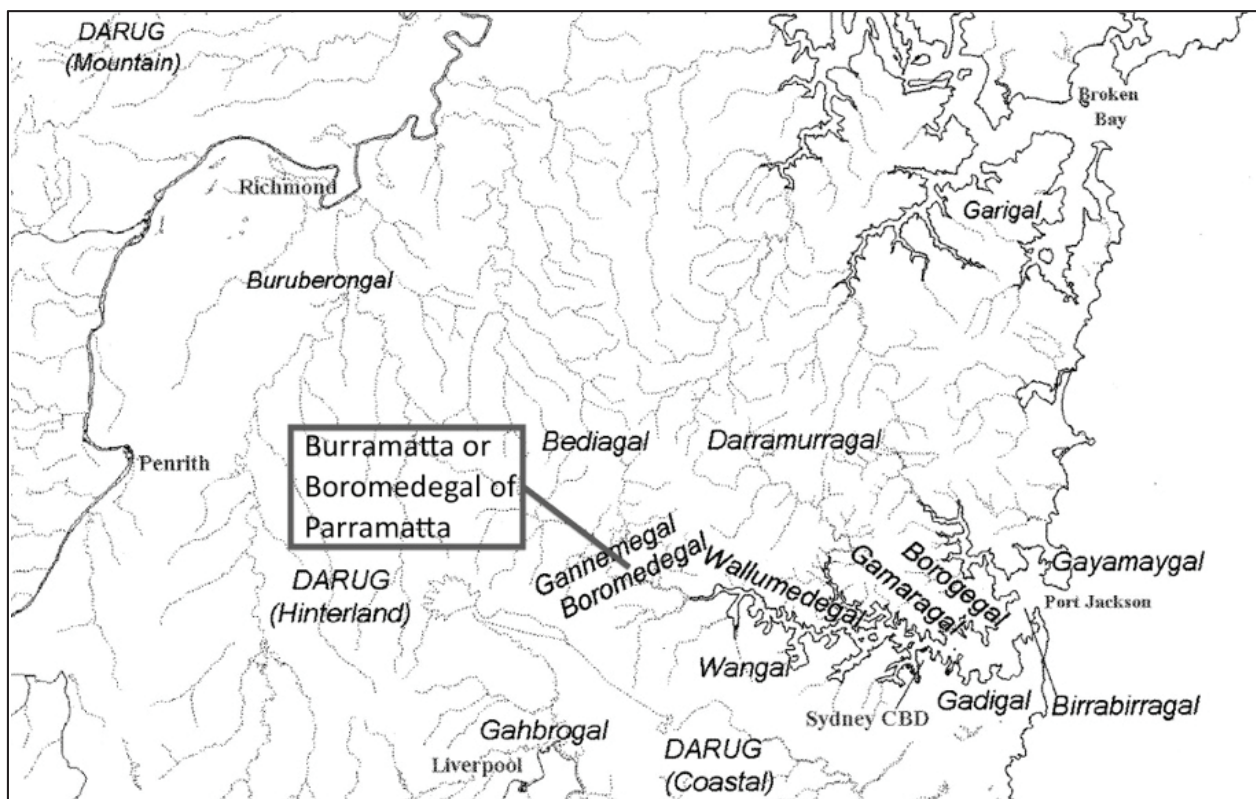 DARUG
(Mountain)
Broken
Bay
Richmond
Garigal
Buruberongal
Burramatta or
Boromedegal of
Parramatta
Bediagal
Darramurragal
Penrith
Gannemegal
Boromedegal
Wallumedegal
Gamaragal
Borogegal
Gayamaygal
Port Jackson
DARUG
(Hinterland)
Wangal
Gadigal
Birrabirragal
Sydney CBD
Gahbrogal
Liverpool
DARUG
(Coastal)